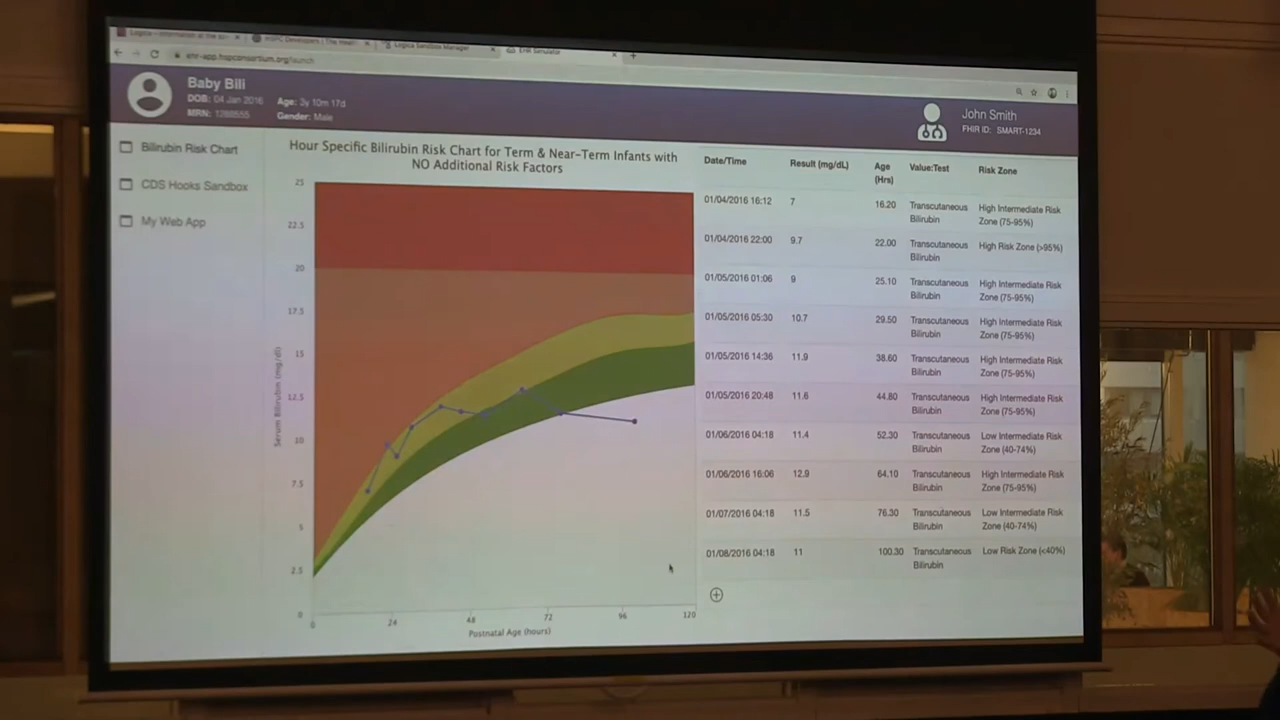 Logica Sandbox Manager
EHR Simulator
ehr-app.hspconsortium.org/launch
Baby Bili
DOB: 04 Jan 2016 Age: 3y 10m 17d
MRN: 1288555 Gender: Male
John Smith
FHIR ID: SMART-1234
Bilirubin Risk Chart
CDS Hooks Sandbox
My Web App
Hour Specific Bilirubin Risk Chart for Term & Near-Term Infants with
NO Additional Risk Factors
25
22.5
20
17.5
15
12.5
10
7.5
5
2.5
0
Serum Bilirubin (mg/dl)
0 24 48 72 96 120
Postnatal Age (hours)
Date/Time Result (mg/dL) Age Value:Test Risk Zone
(Hrs)
01/04/2016 16:12 7 16.20 Transcutaneous High Intermediate Risk
Bilirubin Zone (75-95%)
01/04/2016 22:00 9.7 22.00 Transcutaneous High Risk Zone (>95%)
Bilirubin
01/05/2016 01:06 9 25.10 Transcutaneous High Intermediate Risk
Bilirubin Zone (75-95%)
01/05/2016 05:30 10.7 29.50 Transcutaneous High Intermediate Risk
Bilirubin Zone (75-95%)
01/05/2016 14:36 11.9 38.60 Transcutaneous High Intermediate Risk
Bilirubin Zone (75-95%)
01/05/2016 20:48 11.6 44.80 Transcutaneous High Intermediate Risk
Bilirubin Zone (75-95%)
01/06/2016 04:18 11.4 52.30 Transcutaneous Low Intermediate Risk
Bilirubin Zone (40-74%)
01/06/2016 16:06 12.9 64.10 Transcutaneous High Intermediate Risk
Bilirubin Zone (75-95%)
01/07/2016 04:18 11.5 76.30 Transcutaneous Low Intermediate Risk
Bilirubin Zone (40-74%)
01/08/2016 04:18 11 100.30 Transcutaneous Low Risk Zone (<40%)
Bilirubin